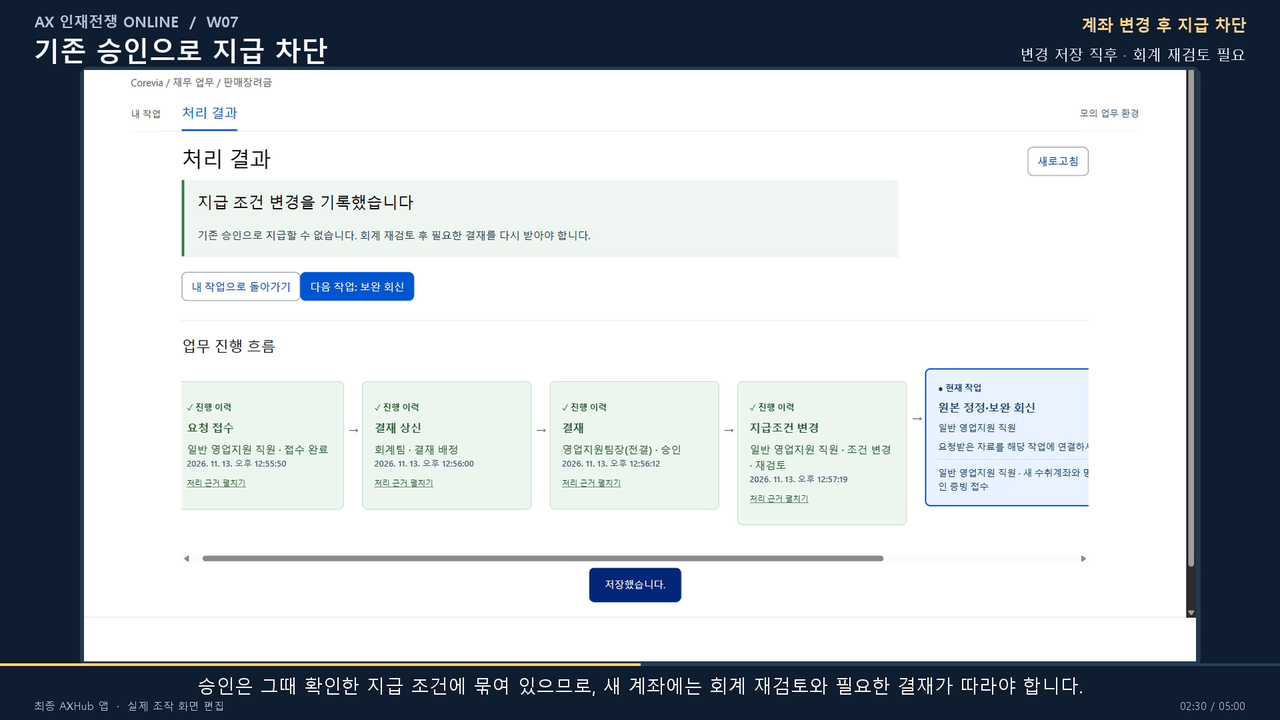 AX 인재전쟁 ONLINE / W07
기존 승인으로 지급 차단
계좌 변경 후 지급 차단
변경 저장 직후 · 회계 재검토 필요
Corevia / 재무 업무 / 판매장려금
내 작업
처리 결과
모의 업무 환경
처리 결과
새로고침
지급 조건 변경을 기록했습니다
기존 승인으로 지급할 수 없습니다. 회계 재검토 후 필요한 결재를 다시 받아야 합니다.
내 작업으로 돌아가기
다음 작업: 보완 회신
업무 진행 흐름
✓ 진행 이력
요청 접수
일반 영업지원 직원 · 접수 완료
2026. 11. 13. 오후 12:55:50
처리 근거 펼치기
→
✓ 진행 이력
결재 상신
회계팀 · 결재 배정
2026. 11. 13. 오후 12:56:00
처리 근거 펼치기
→
✓ 진행 이력
결재
영업지원팀장(전결) · 승인
2026. 11. 13. 오후 12:56:12
처리 근거 펼치기
→
✓ 진행 이력
지급조건 변경
일반 영업지원 직원 · 조건 변경
· 재검토
2026. 11. 13. 오후 12:57:19
처리 근거 펼치기
→
● 현재 작업
원본 정정·보완 회신
일반 영업지원 직원
요청받은 자료를 해당 작업에 연결하
일반 영업지원 직원 · 새 수취계좌와
인 증빙 접수
저장했습니다.
승인은 그때 확인한 지급 조건에 묶여 있으므로, 새 계좌에는 회계 재검토와 필요한 결재가 따라야 합니다.
최종 AXHub 앱 · 실제 조작 화면 편집
02:30 / 05:00